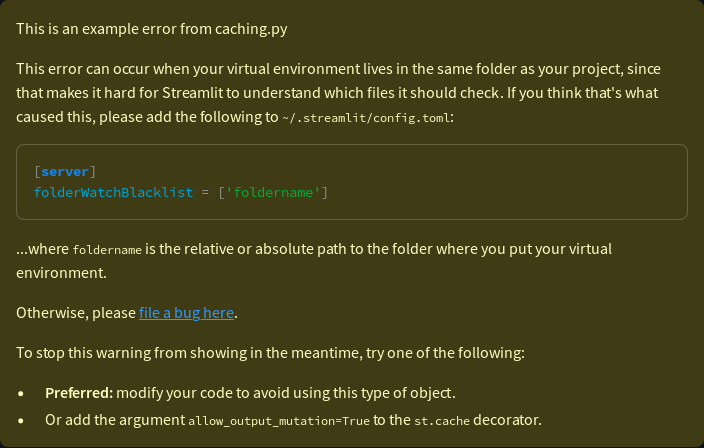 This is an example error from caching.py
This error can occur when your virtual environment lives in the same folder as your project, since
that makes it hard for Streamlit to understand which files it should check. If you think that's what
caused this, please add the following to ~/.streamlit/config.toml:
[server]
folderWatchBlacklist = ['foldername']
...where foldername is the relative or absolute path to the folder where you put your virtual
environment.
Otherwise, please file a bug here.
To stop this warning from showing in the meantime, try one of the following:
• Preferred: modify your code to avoid using this type of object.
• Or add the argument allow_output_mutation=True to the st.cache decorator.